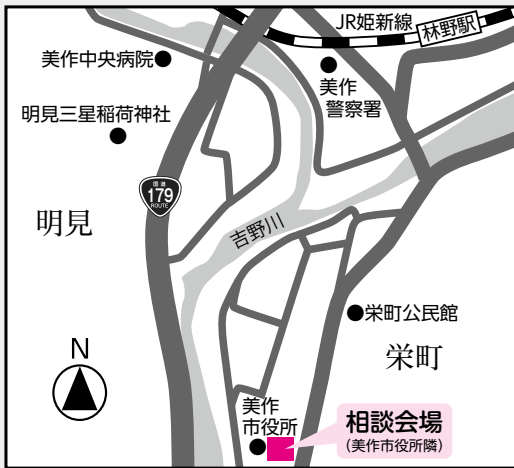 JR姫新線
林野駅
美作中央病院
美作
警察署
明見三星稲荷神社
国道
179
ROUTE
明見
吉野川
栄町公民館
栄町
N
美作
市役所
相談会場
(美作市役所隣)